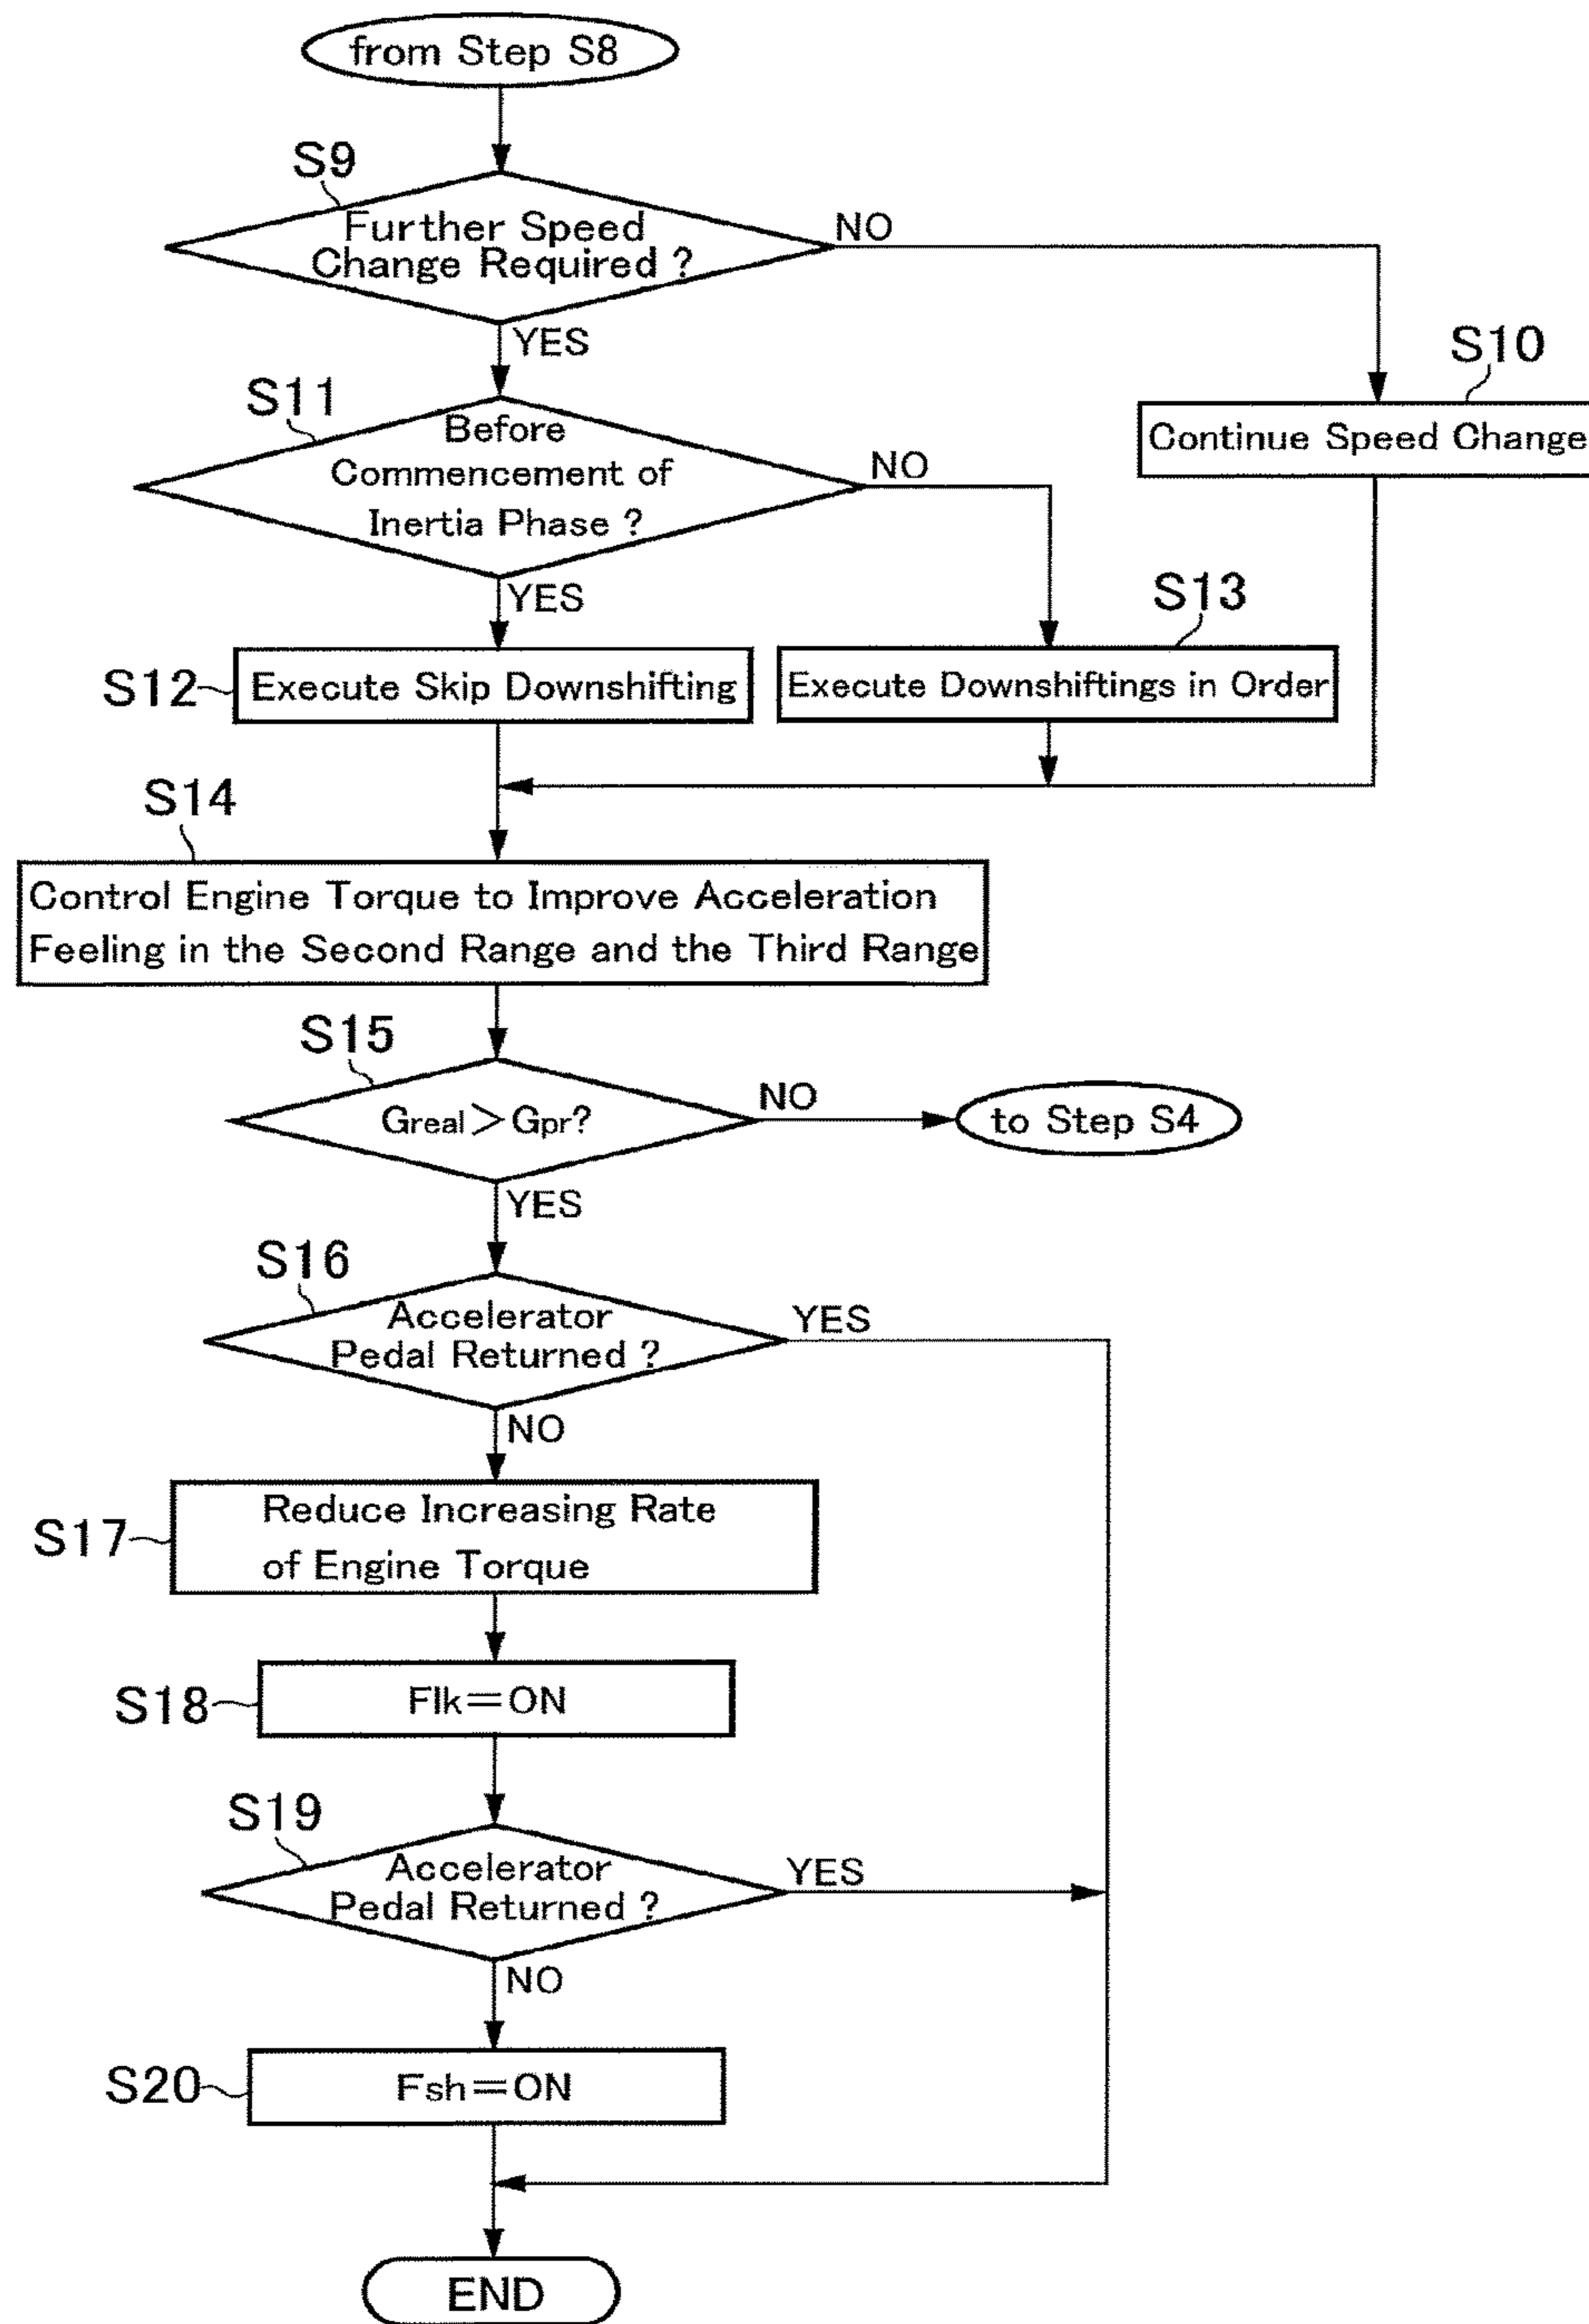 from Step S8
S9
Further Speed
Change Required ?
NO
YES
S10
Continue Speed Change
S11
Before
Commencement of
Inertia Phase ?
NO
YES
S13
Execute Downshiftings in Order
S12
Execute Skip Downshifting
S14
Control Engine Torque to Improve Acceleration
Feeling in the Second Range and the Third Range
S15
Greal＞Gpr?
NO
to Step S4
YES
S16
Accelerator
Pedal Returned ?
YES
NO
S17
Reduce Increasing Rate
of Engine Torque
S18
Flk＝ON
S19
Accelerator
Pedal Returned ?
YES
NO
S20
Fsh＝ON
END